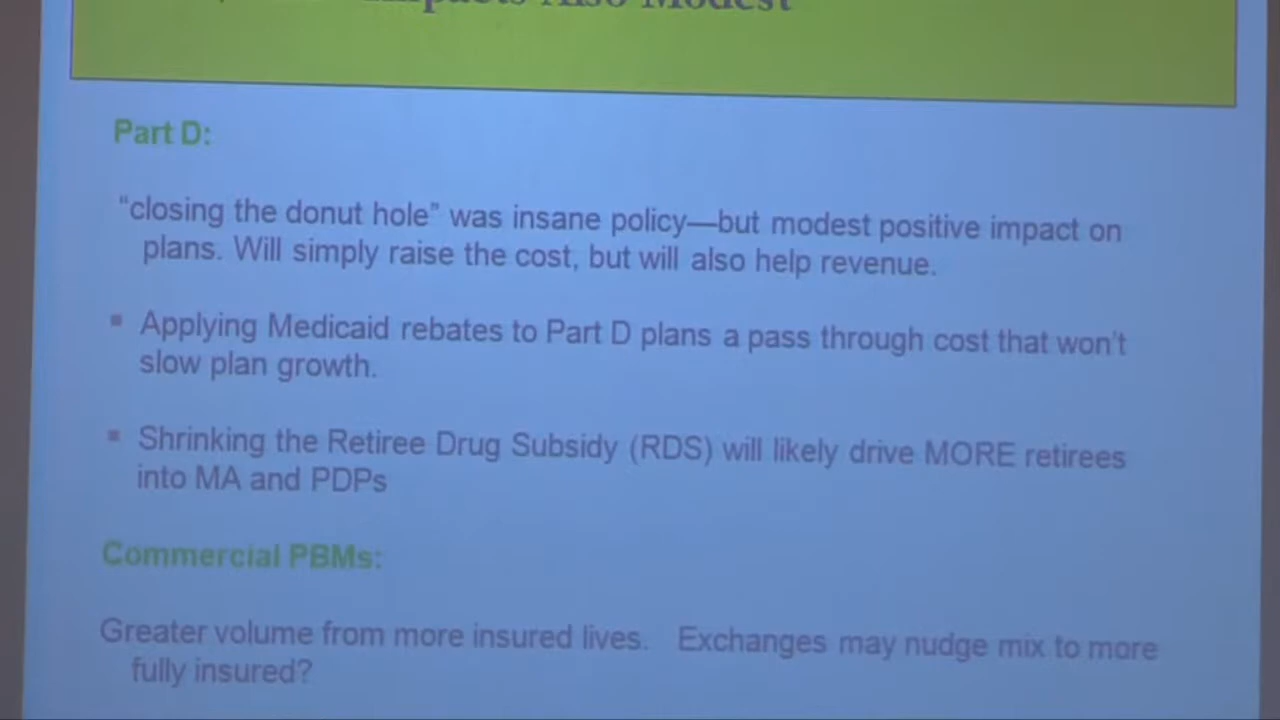 Impacts Also Modest
Part D:
“closing the donut hole” was insane policy—but modest positive impact on
plans. Will simply raise the cost, but will also help revenue.
▪ Applying Medicaid rebates to Part D plans a pass through cost that won't
slow plan growth.
▪ Shrinking the Retiree Drug Subsidy (RDS) will likely drive MORE retirees
into MA and PDPs
Commercial PBMs:
Greater volume from more insured lives. Exchanges may nudge mix to more
fully insured?